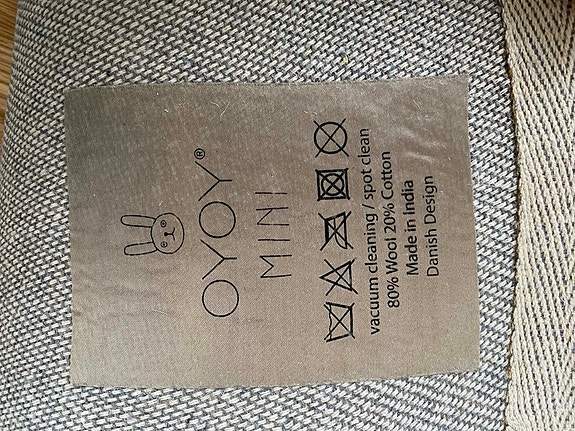 OYOY®
MINI
vacuum cleaning / spot clean
80% Wool 20% Cotton
Made in India
Danish Design